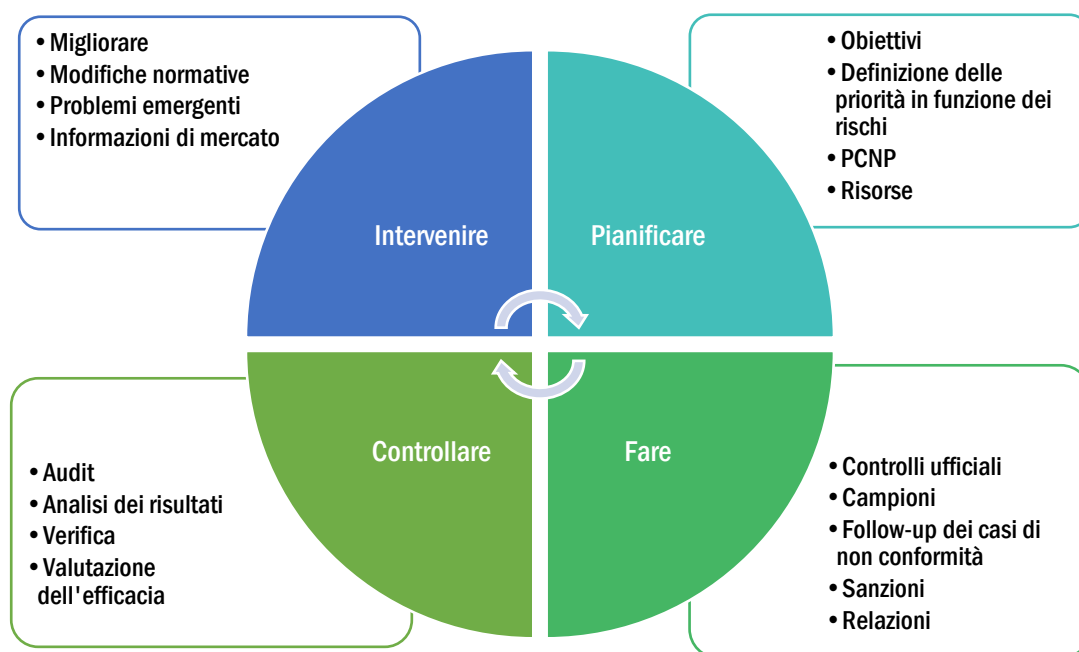 • Migliorare
• Modifiche normative
• Problemi emergenti
• Informazioni di mercato
• Obiettivi
• Definizione delle
priorità in funzione dei
rischi
• PCNP
• Risorse
Intervenire
Pianificare
Controllare
Fare
• Audit
• Analisi dei risultati
• Verifica
• Valutazione
dell'efficacia
• Controlli ufficiali
• Campioni
• Follow-up dei casi di
non conformità
• Sanzioni
• Relazioni